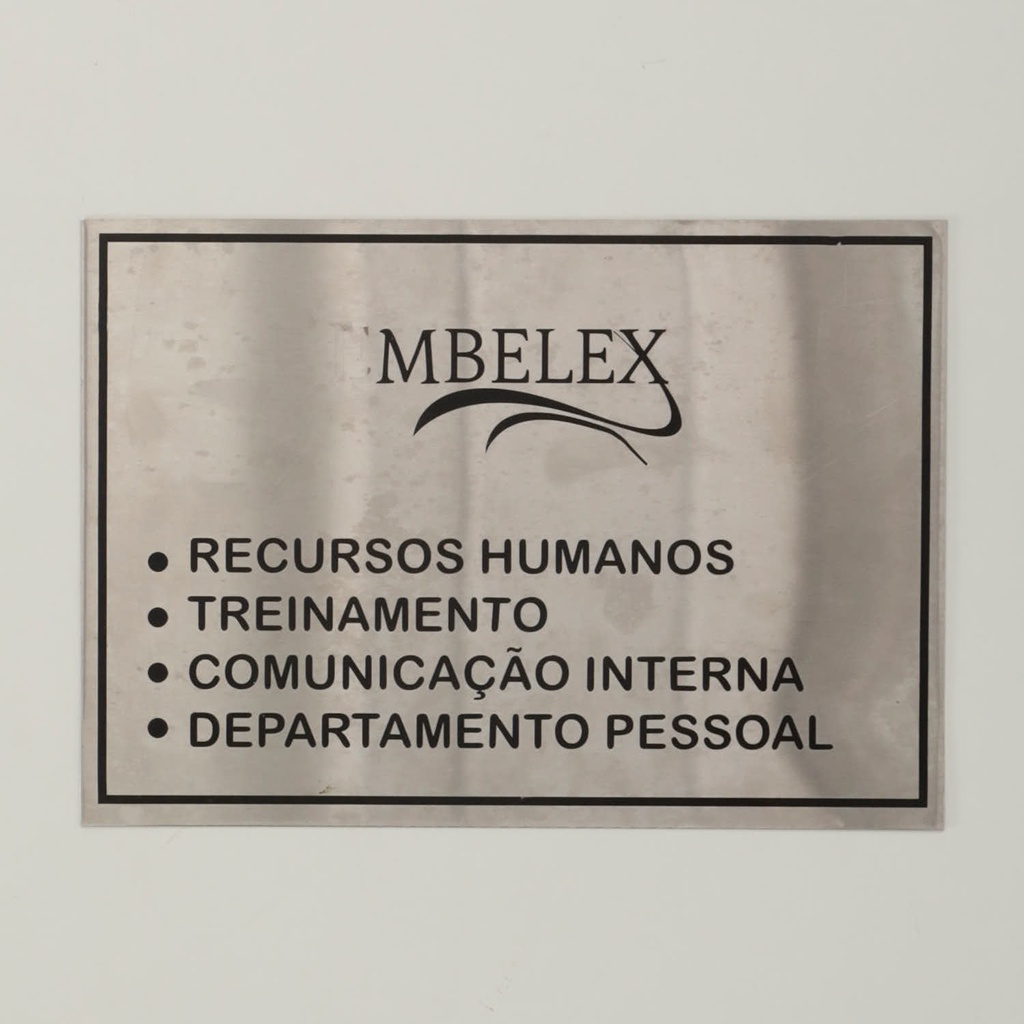 MBELEX
• RECURSOS HUMANOS
• TREINAMENTO
• COMUNICAÇÃO INTERNA
• DEPARTAMENTO PESSOAL